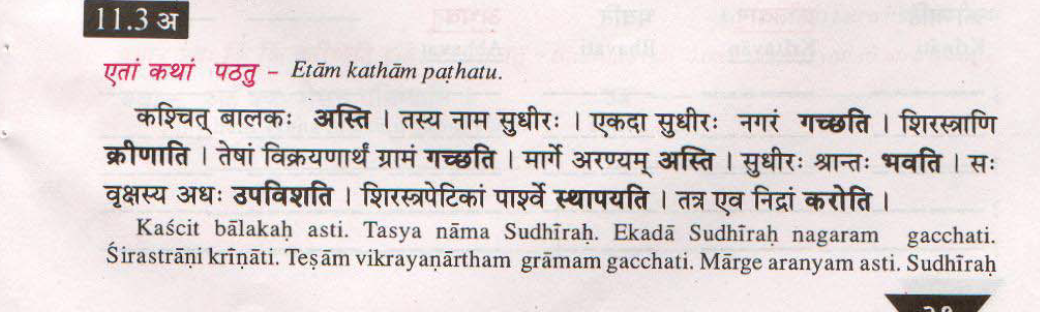 11.3 अ
एतां कथां पठतु – Etām kathām paṭhatu.
कश्चित् बालकः अस्ति । तस्य नाम सुधीरः । एकदा सुधीरः नगरं गच्छति । शिरस्त्राणि
क्रीणाति । तेषां विक्रयणार्थं ग्रामं गच्छति । मार्गे अरण्यम् अस्ति । सुधीरः श्रान्तः भवति । सः
वृक्षस्य अधः उपविशति । शिरस्त्रपेटिकां पार्श्वे स्थापयति । तत्र एव निद्रां करोति ।
Kaścit bālakaḥ asti. Tasya nāma Sudhīraḥ. Ekadā Sudhīraḥ nagaram gacchati.
Śirastrāṇi krīṇāti. Teṣām vikrayaṇārtham grāmam gacchati. Mārge aranyam asti. Sudhīraḥ